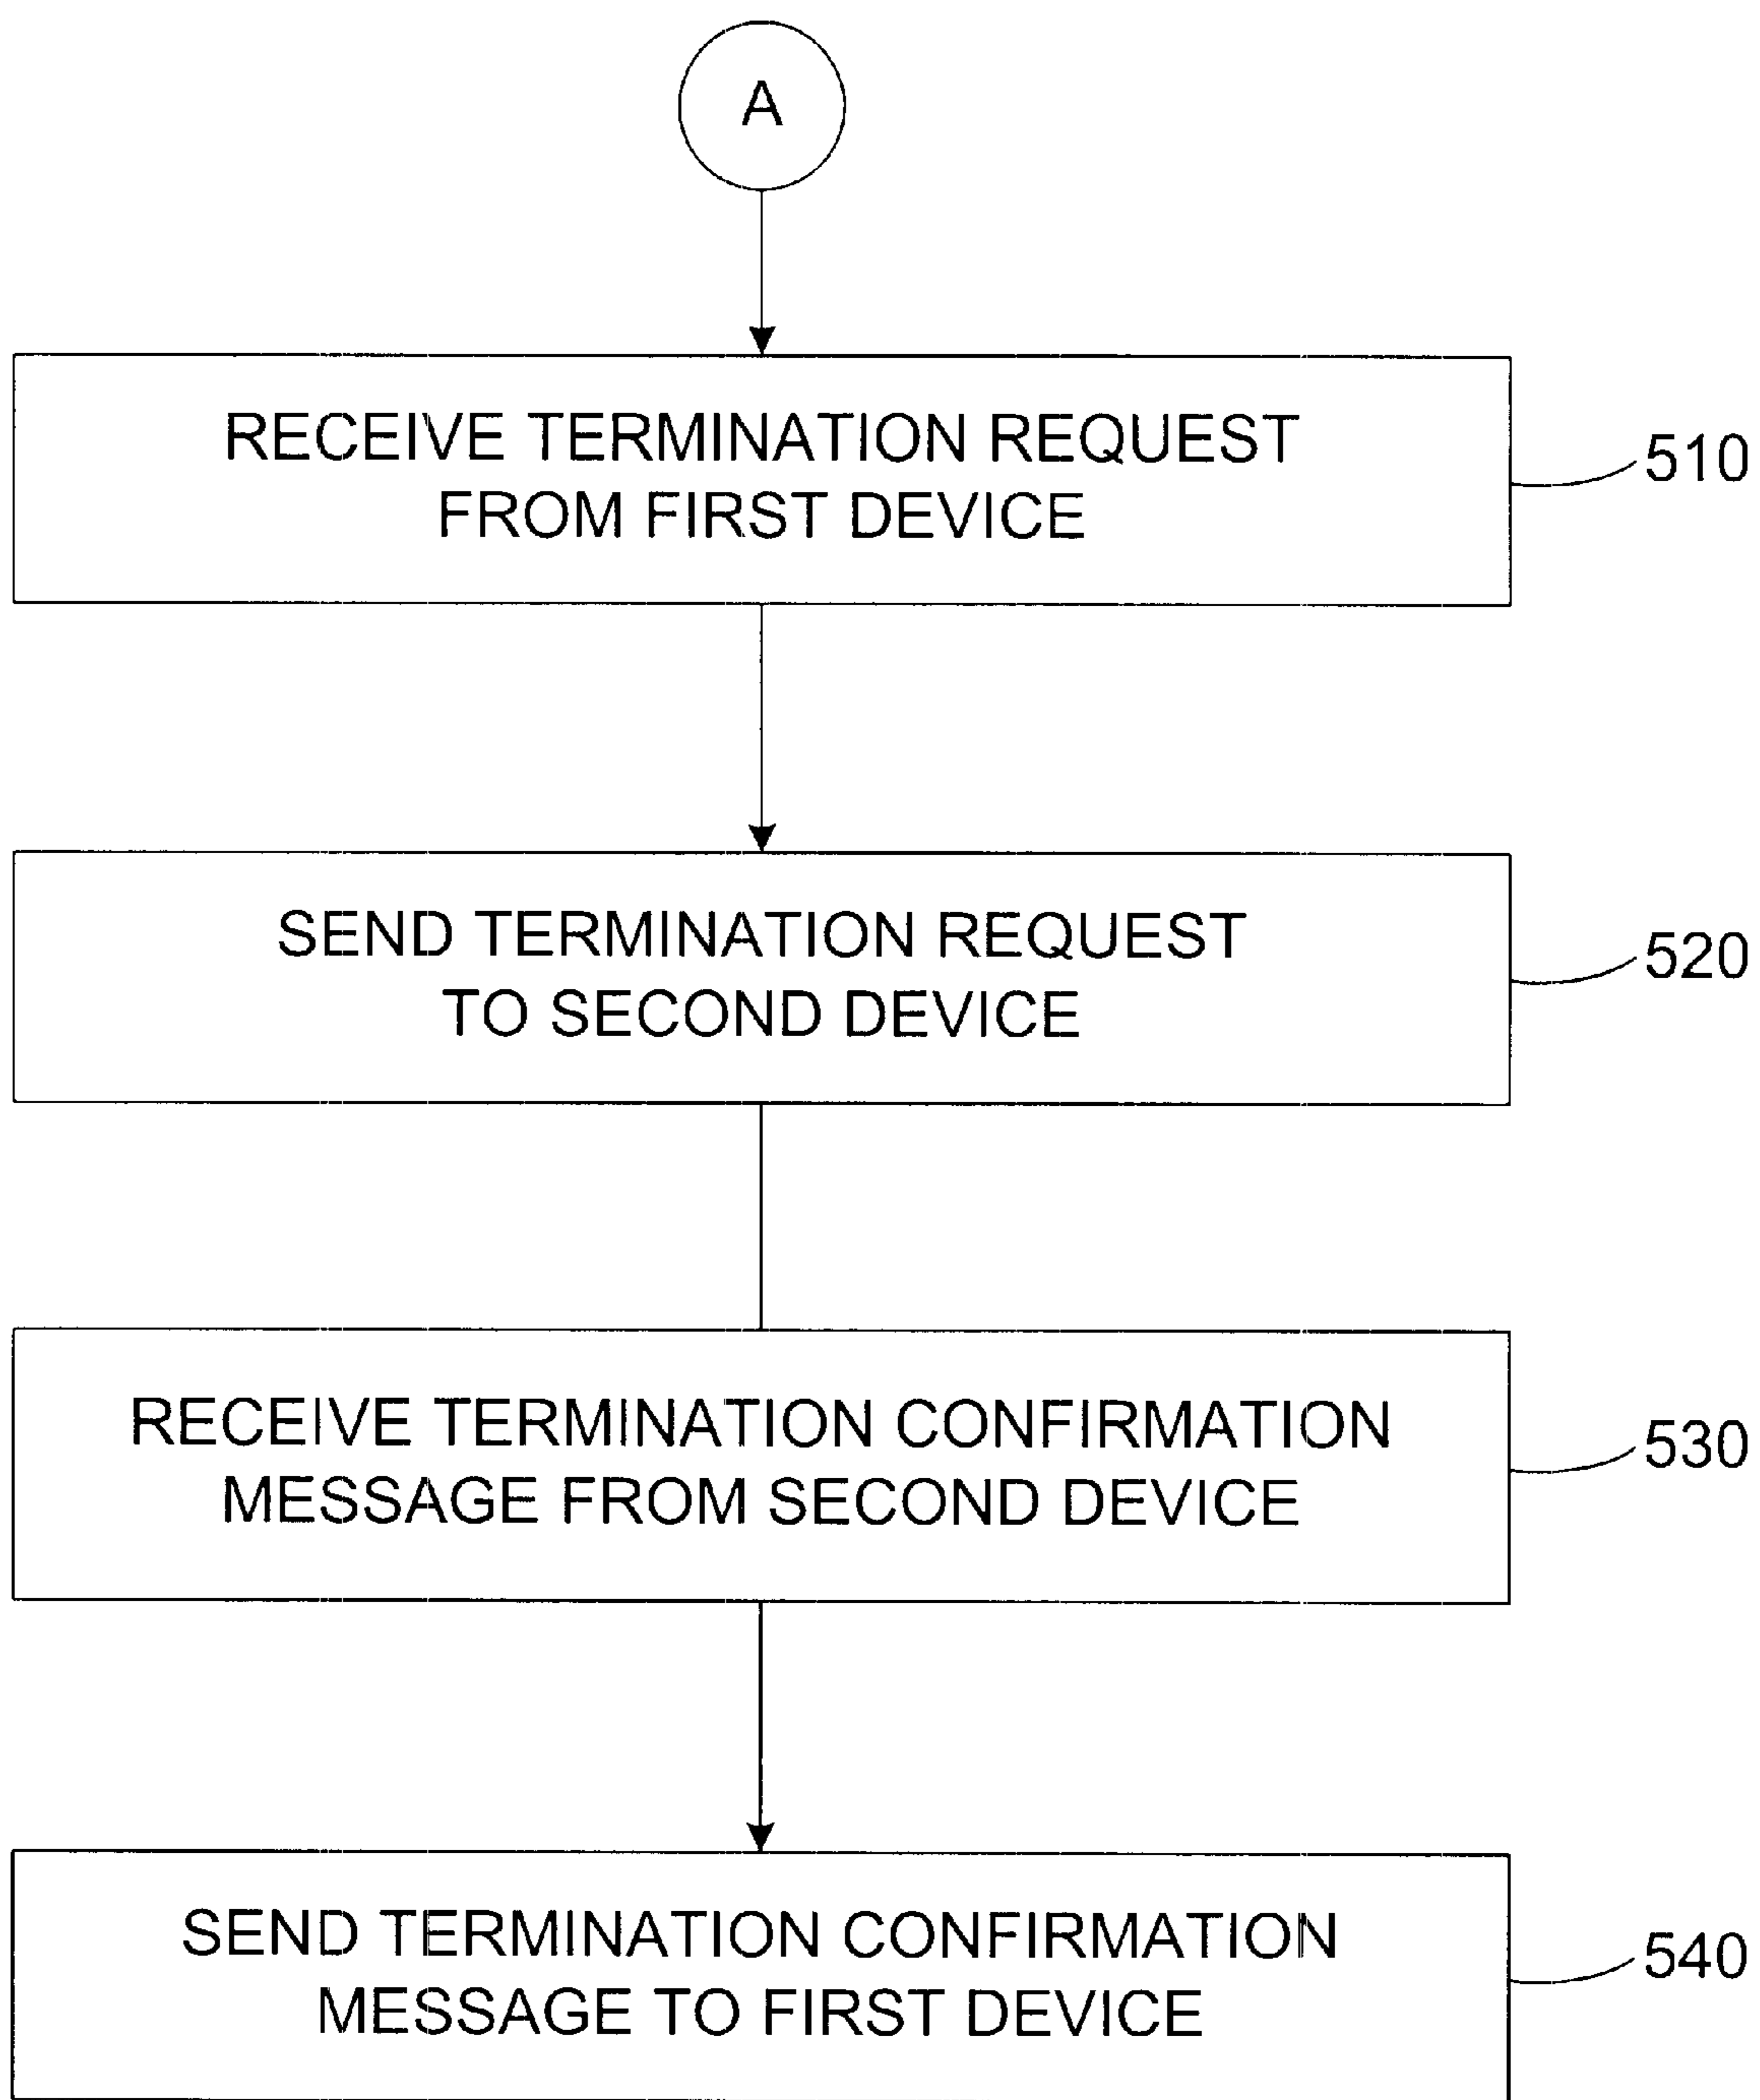 A
RECEIVE TERMINATION REQUEST
FROM FIRST DEVICE
510
SEND TERMINATION REQUEST
TO SECOND DEVICE
520
RECEIVE TERMINATION CONFIRMATION
MESSAGE FROM SECOND DEVICE
530
SEND TERMINATION CONFIRMATION
MESSAGE TO FIRST DEVICE
540